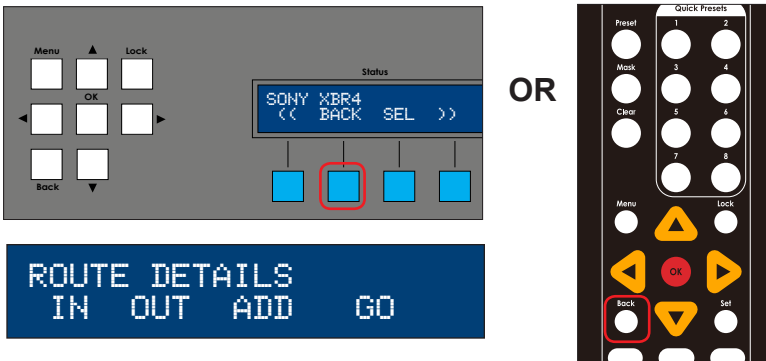 Menu
Lock
OK
Back
Status
SONY XBR4
<< BACK SEL >>
OR
ROUTE DETAILS
IN OUT ADD GO
Quick Presets
Preset 1 2
Mask 3 4
Clear 5 6
7 8
Menu Lock
OK
Back Set